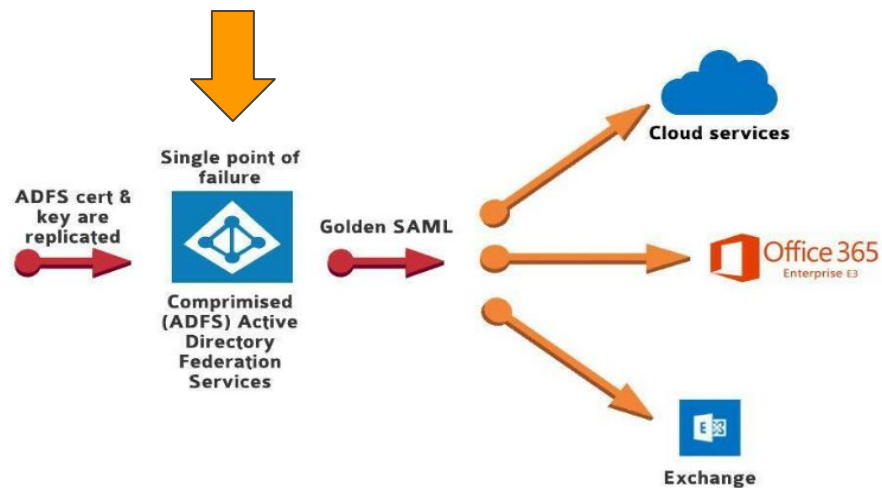 Cloud services
Single point of
failure
ADFS cert &
key are
replicated
Golden SAML
Office 365
Enterprise E3
Comprimised
(ADFS) Active
Directory
Federation
Services
E
Exchange